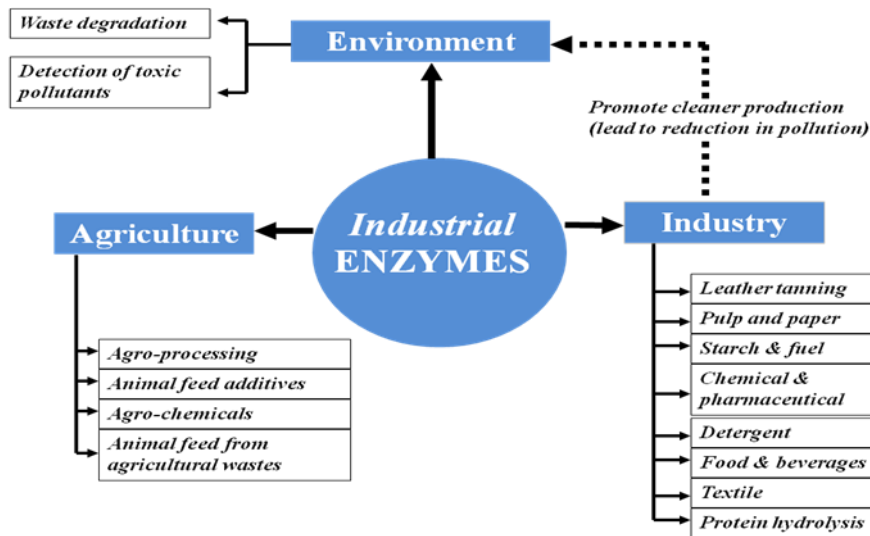 Waste degradation
Detection of toxic
pollutants
Environment
Promote cleaner production
(lead to reduction in pollution)
Industrial
ENZYMES
Agriculture
Agro-processing
Animal feed additives
Agro-chemicals
Animal feed from
agricultural wastes
Industry
Leather tanning
Pulp and paper
Starch & fuel
Chemical &
pharmaceutical
Detergent
Food & beverages
Textile
Protein hydrolysis